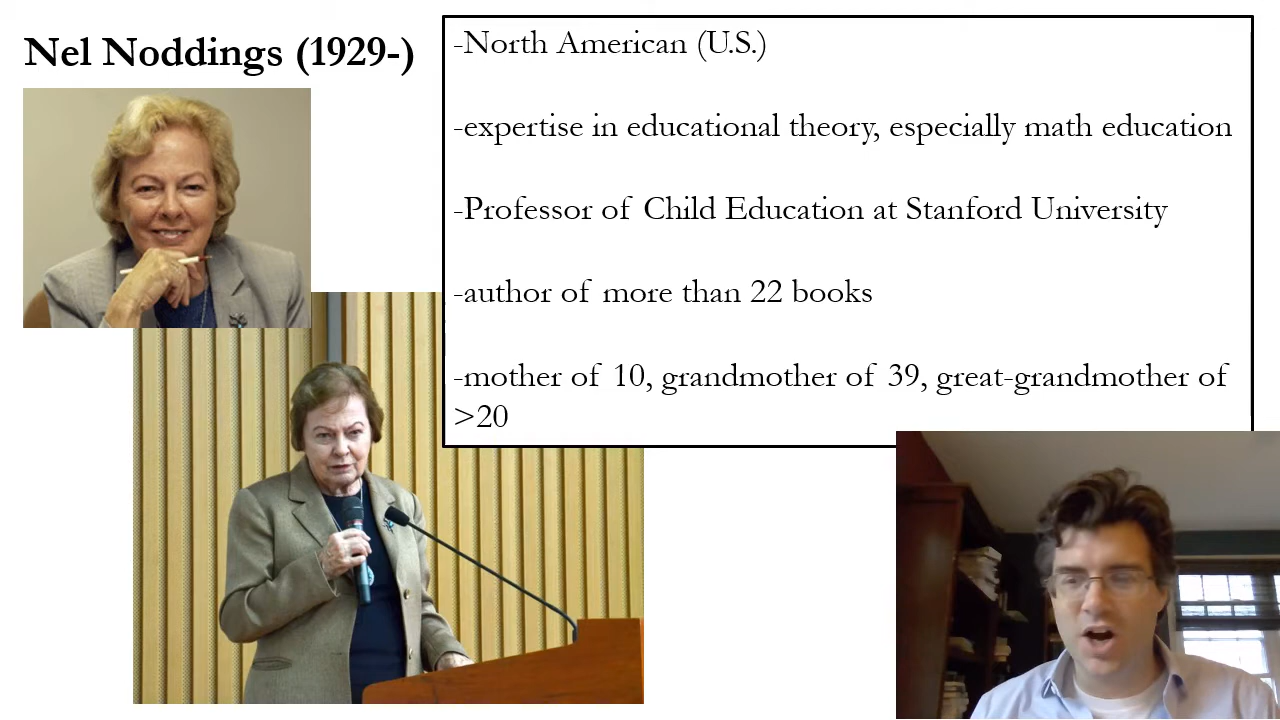 Nel Noddings (1929-)
-North American (U.S.)
-expertise in educational theory, especially math education
-Professor of Child Education at Stanford University
-author of more than 22 books
-mother of 10, grandmother of 39, great-grandmother of
>20